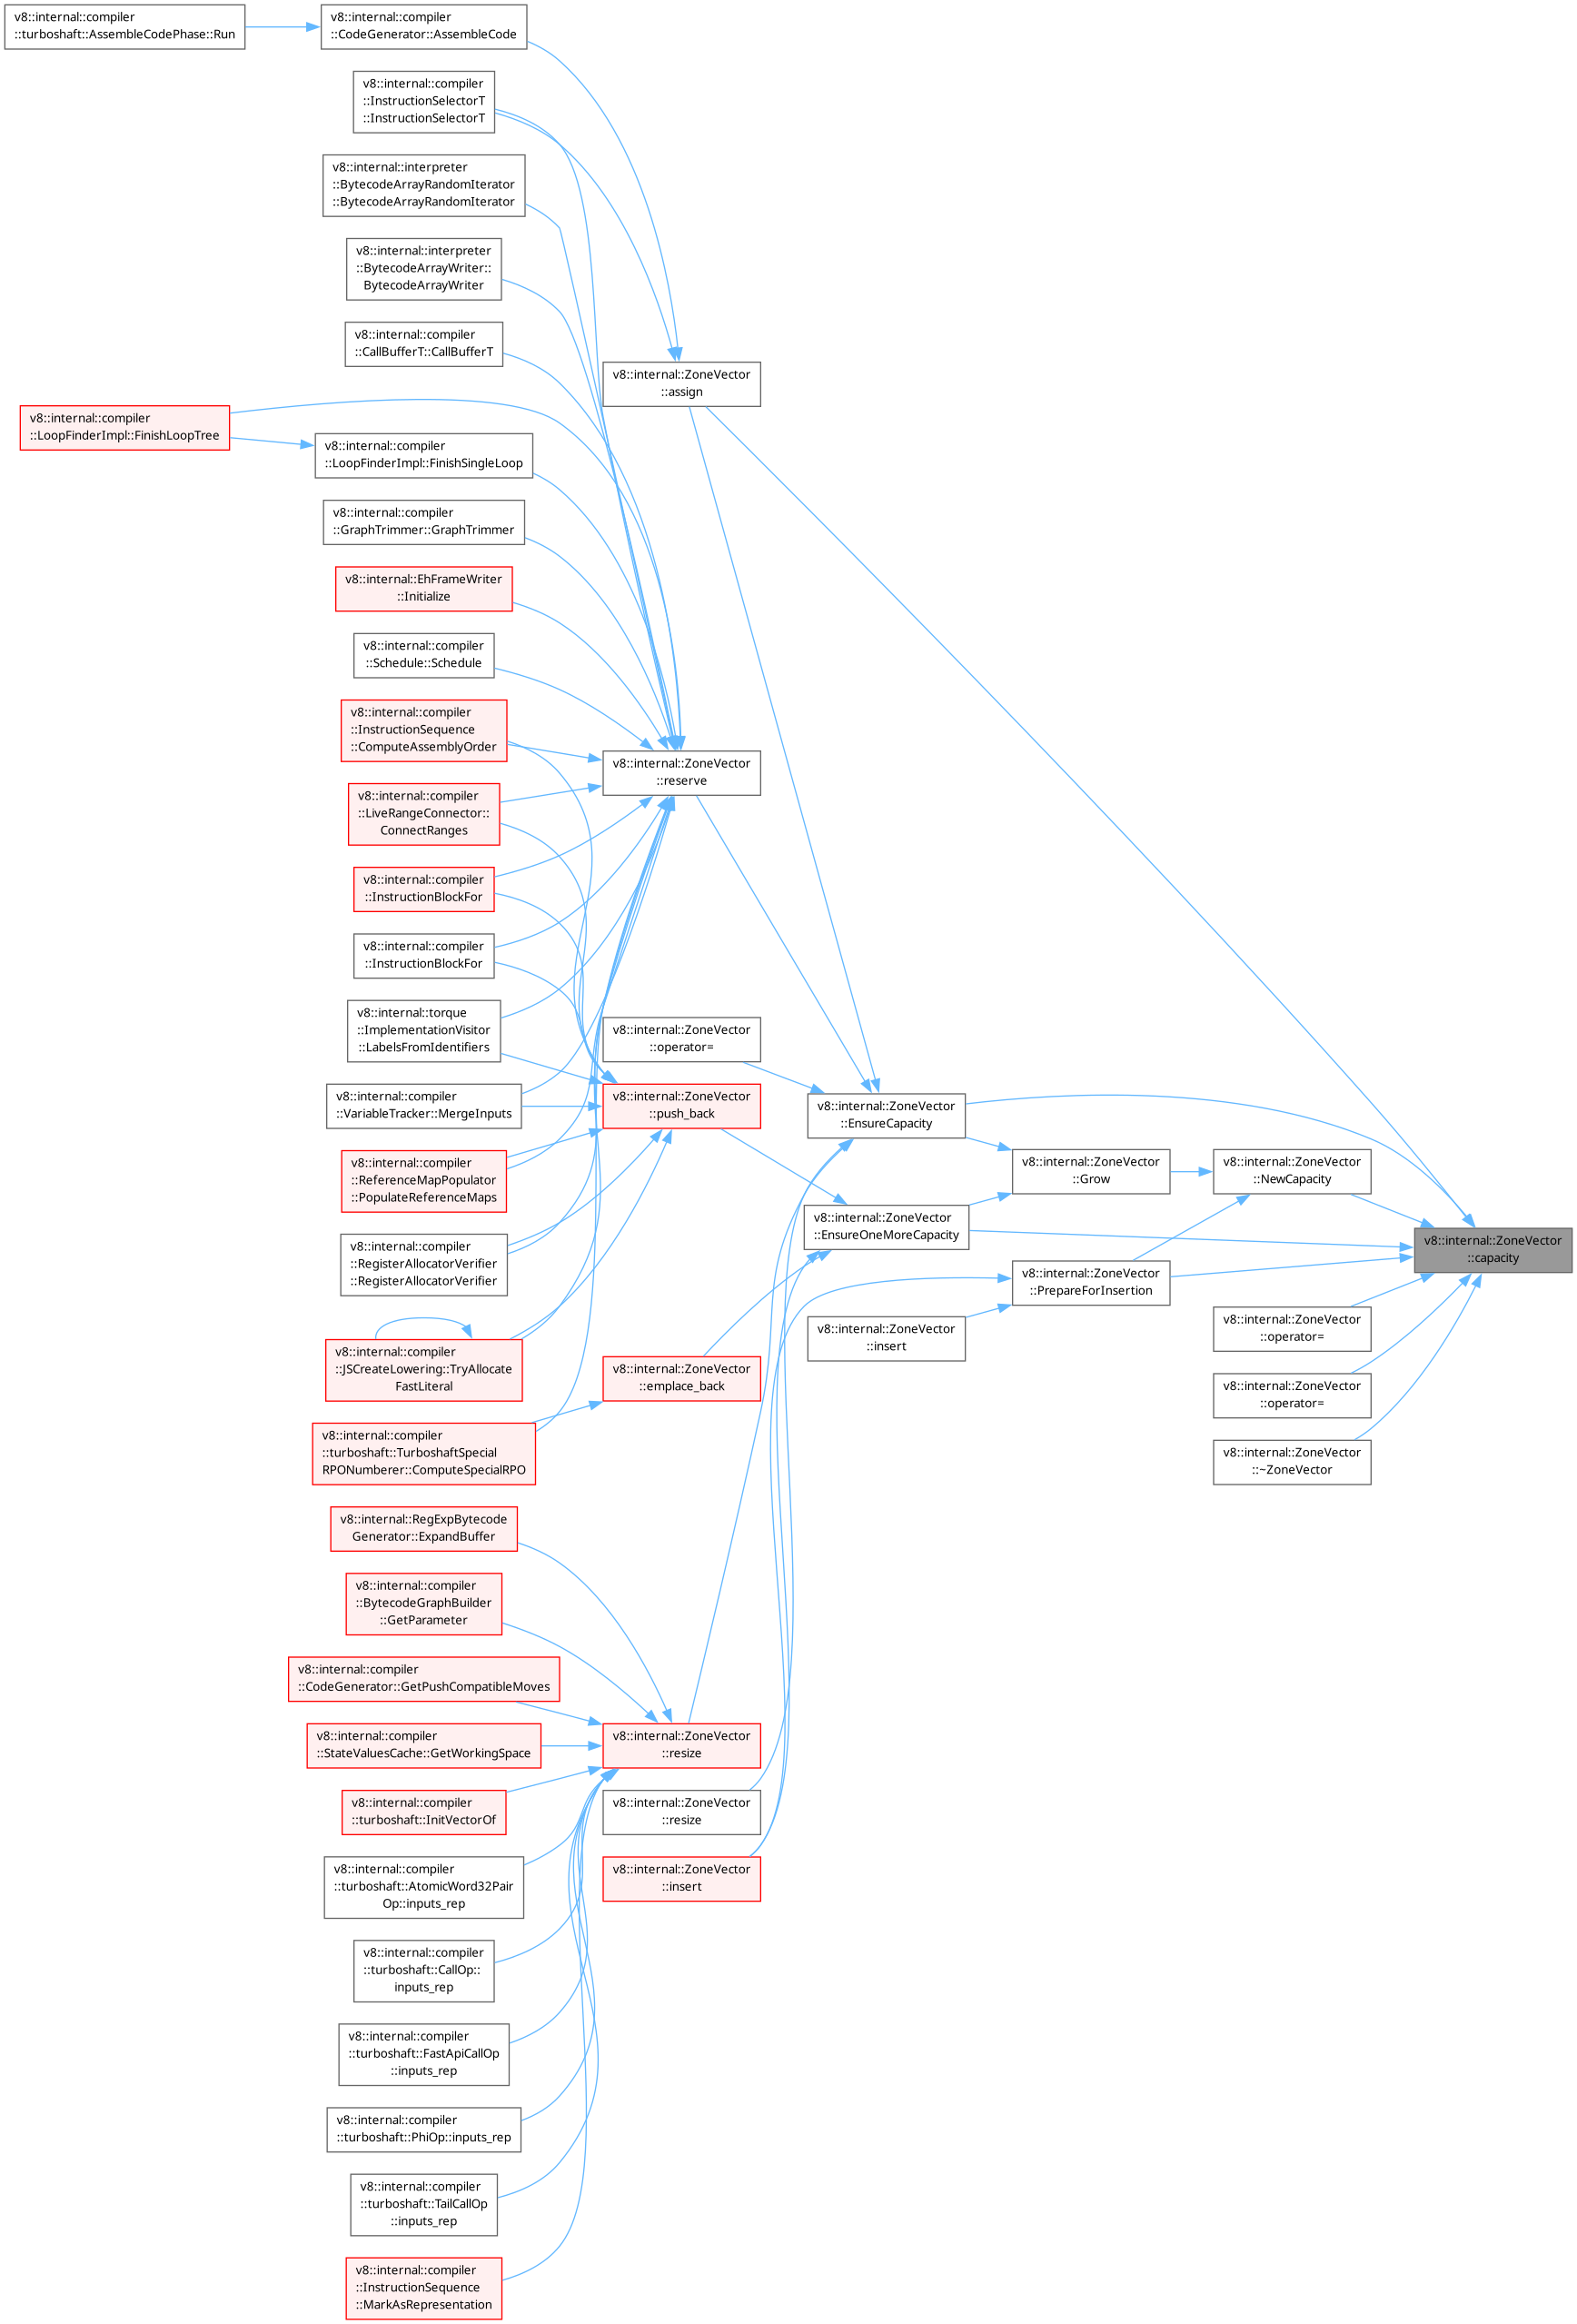 v8::internal::compiler
::turboshaft::AssembleCodePhase::Run
v8::internal::compiler
::CodeGenerator::AssembleCode
v8::internal::compiler
::InstructionSelectorT
::InstructionSelectorT
v8::internal::interpreter
::BytecodeArrayRandomIterator
::BytecodeArrayRandomIterator
v8::internal::interpreter
::BytecodeArrayWriter::
BytecodeArrayWriter
v8::internal::compiler
::CallBufferT::CallBufferT
v8::internal::ZoneVector
::assign
v8::internal::compiler
::LoopFinderImpl::FinishLoopTree
v8::internal::compiler
::LoopFinderImpl::FinishSingleLoop
v8::internal::compiler
::GraphTrimmer::GraphTrimmer
v8::internal::EhFrameWriter
::Initialize
v8::internal::compiler
::Schedule::Schedule
v8::internal::compiler
::InstructionSequence
::ComputeAssemblyOrder
v8::internal::ZoneVector
::reserve
v8::internal::compiler
::LiveRangeConnector::
ConnectRanges
v8::internal::compiler
::InstructionBlockFor
v8::internal::compiler
::InstructionBlockFor
v8::internal::torque
::ImplementationVisitor
::LabelsFromIdentifiers
v8::internal::ZoneVector
::operator=
v8::internal::compiler
::VariableTracker::MergeInputs
v8::internal::ZoneVector
::push_back
v8::internal::ZoneVector
::EnsureCapacity
v8::internal::compiler
::ReferenceMapPopulator
::PopulateReferenceMaps
v8::internal::ZoneVector
::Grow
v8::internal::ZoneVector
::NewCapacity
v8::internal::compiler
::RegisterAllocatorVerifier
::RegisterAllocatorVerifier
v8::internal::ZoneVector
::EnsureOneMoreCapacity
v8::internal::ZoneVector
::capacity
v8::internal::ZoneVector
::PrepareForInsertion
v8::internal::ZoneVector
::operator=
v8::internal::ZoneVector
::insert
v8::internal::compiler
::JSCreateLowering::TryAllocate
FastLiteral
v8::internal::ZoneVector
::emplace_back
v8::internal::ZoneVector
::operator=
v8::internal::compiler
::turboshaft::TurboshaftSpecial
RPONumberer::ComputeSpecialRPO
v8::internal::ZoneVector
::~ZoneVector
v8::internal::RegExpBytecode
Generator::ExpandBuffer
v8::internal::compiler
::BytecodeGraphBuilder
::GetParameter
v8::internal::compiler
::CodeGenerator::GetPushCompatibleMoves
v8::internal::compiler
::StateValuesCache::GetWorkingSpace
v8::internal::ZoneVector
::resize
v8::internal::compiler
::turboshaft::InitVectorOf
v8::internal::ZoneVector
::resize
v8::internal::compiler
::turboshaft::AtomicWord32Pair
Op::inputs_rep
v8::internal::ZoneVector
::insert
v8::internal::compiler
::turboshaft::CallOp::
inputs_rep
v8::internal::compiler
::turboshaft::FastApiCallOp
::inputs_rep
v8::internal::compiler
::turboshaft::PhiOp::inputs_rep
v8::internal::compiler
::turboshaft::TailCallOp
::inputs_rep
v8::internal::compiler
::InstructionSequence
::MarkAsRepresentation